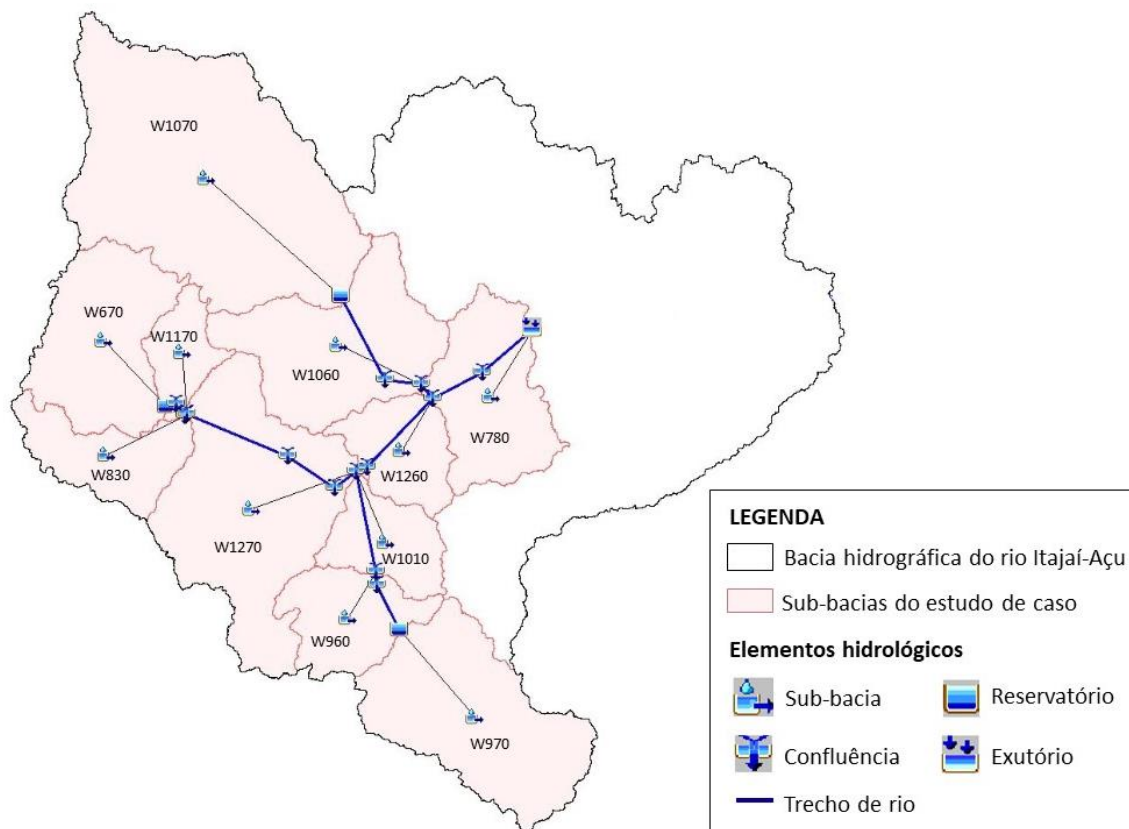 W1070
W670
W1170
W1060
W780
W830
W1260
W1270
W1010
W960
W970
LEGENDA
Bacia hidrográfica do rio Itajaí-Açu
Sub-bacias do estudo de caso
Elementos hidrológicos
Sub-bacia
Reservatório
Confluência
Exutório
Trecho de rio